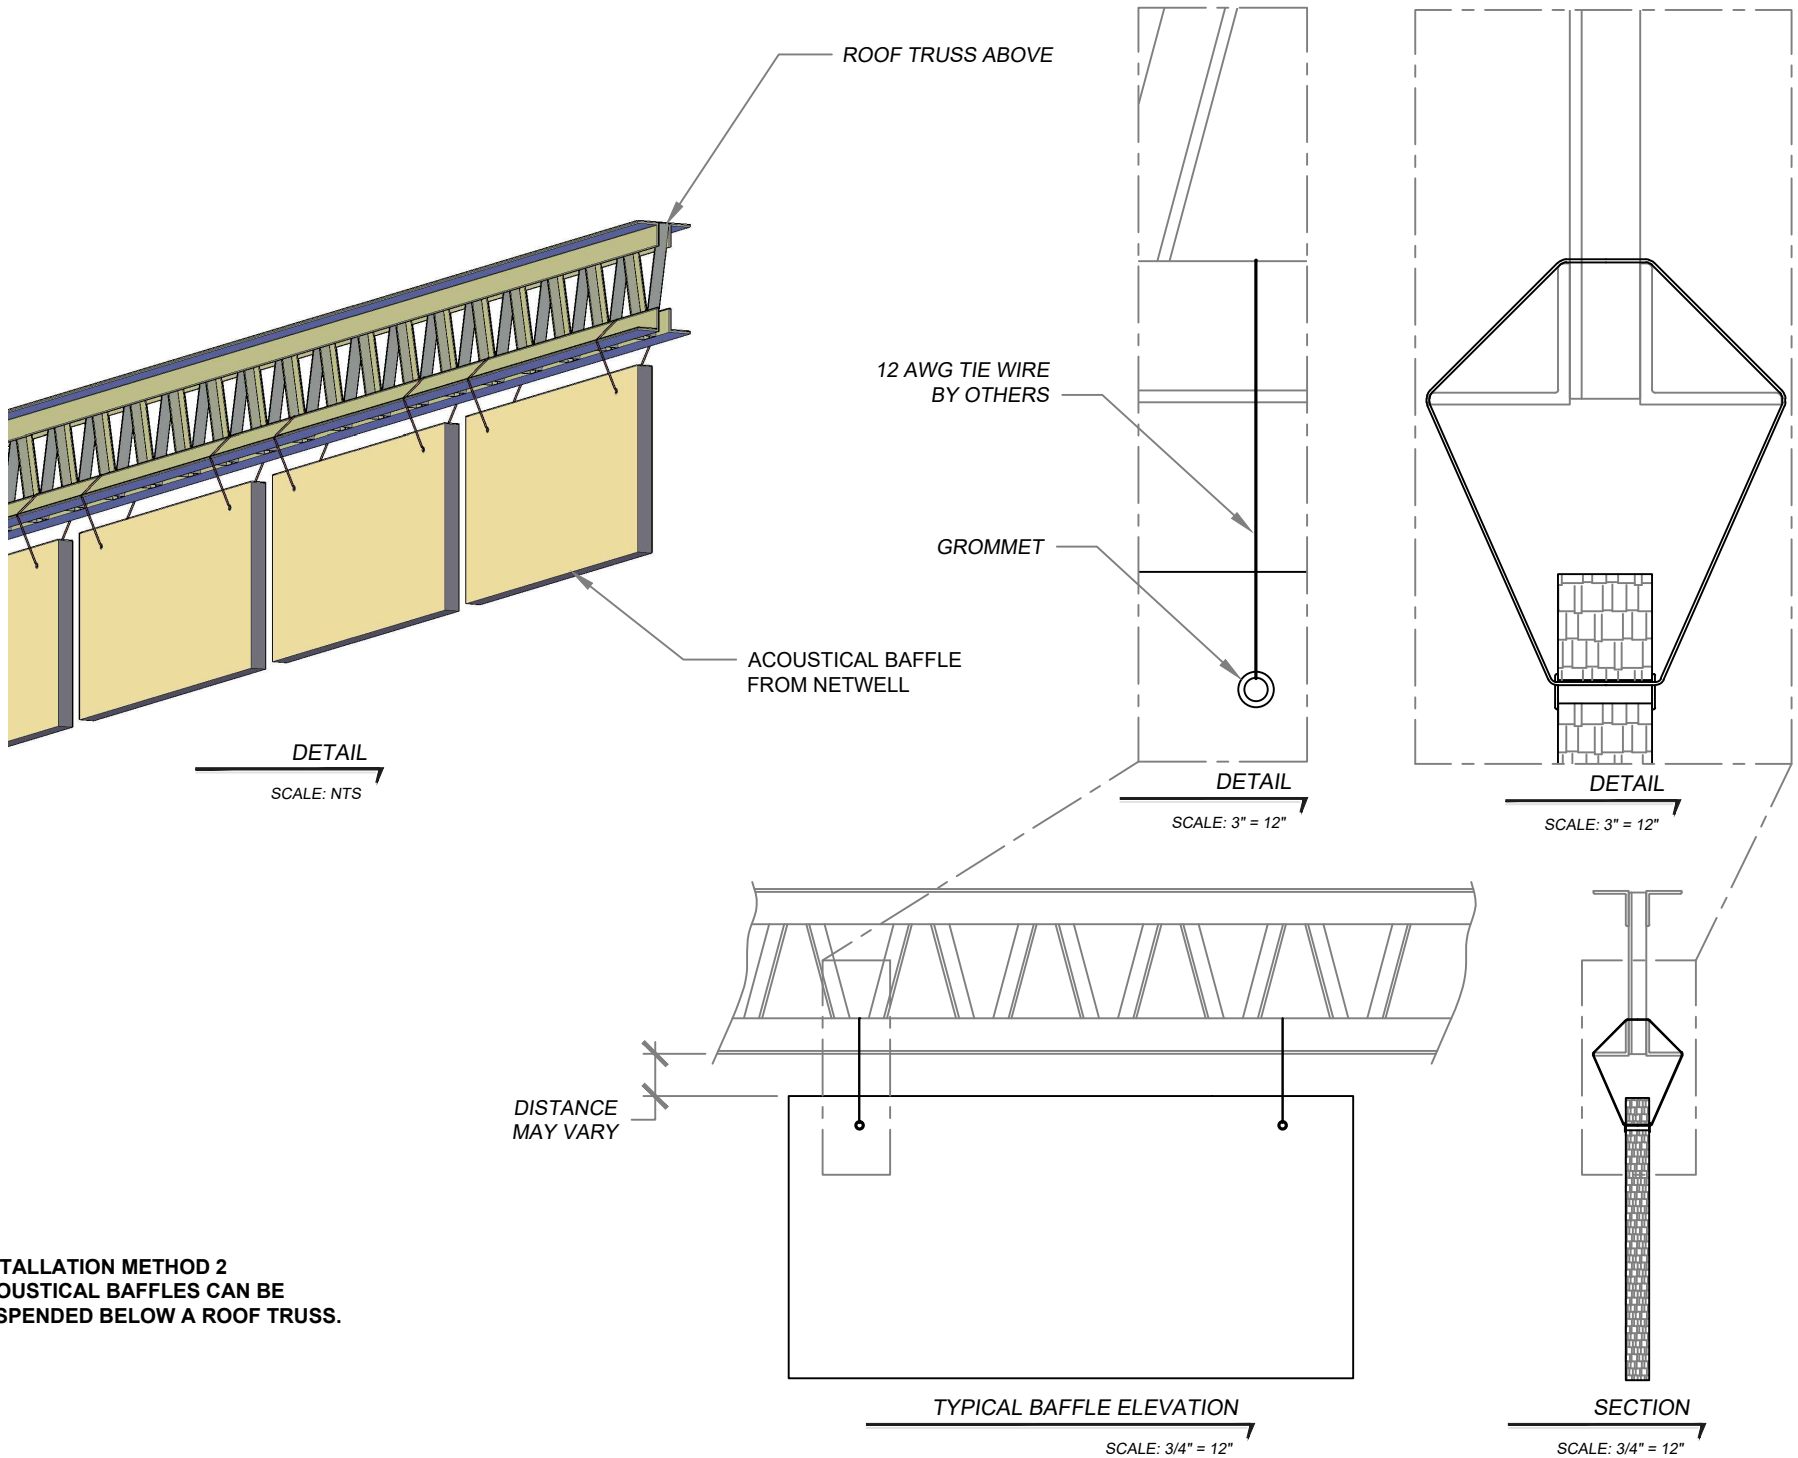 ROOF TRUSS ABOVE
12 AWG TIE WIRE
BY OTHERS
GROMMET
ACOUSTICAL BAFFLE
FROM NETWELL
DETAIL
SCALE: NTS
DETAIL
SCALE: 3" = 12"
DETAIL
SCALE: 3" = 12"
DISTANCE
MAY VARY
TALLATION METHOD 2
OUSTICAL BAFFLES CAN BE
SPENDED BELOW A ROOF TRUSS.
TYPICAL BAFFLE ELEVATION
SCALE: 3/4" = 12"
SECTION
SCALE: 3/4" = 12"